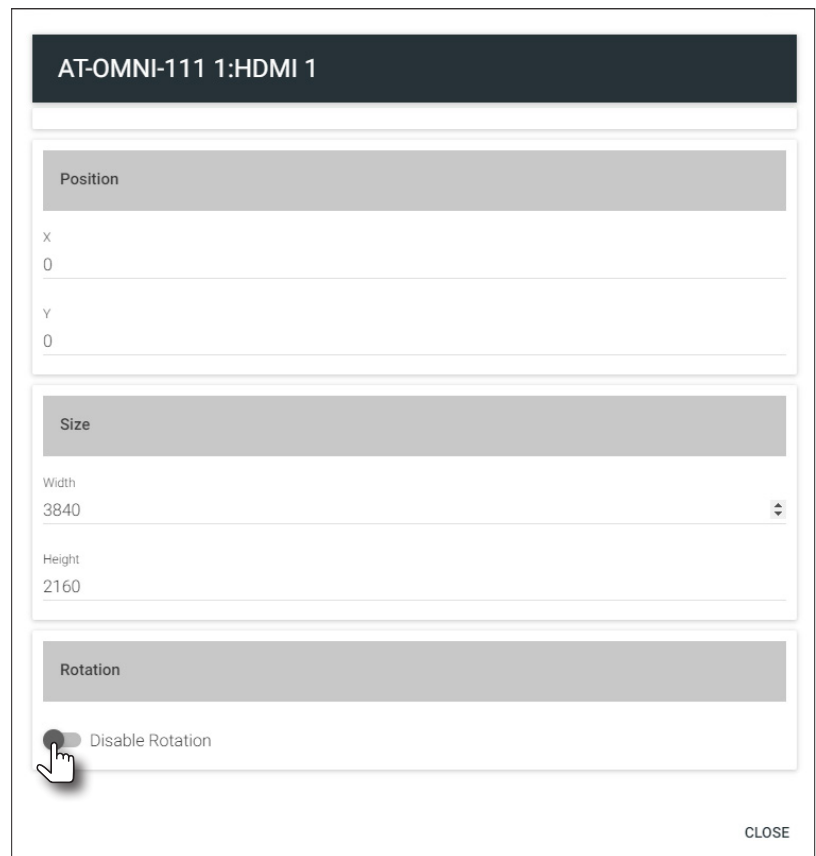 AT-OMNI-111 1:HDMI 1
Position
X
0
Y
0
Size
Width
3840
Height
2160
Rotation
Disable Rotation
CLOSE